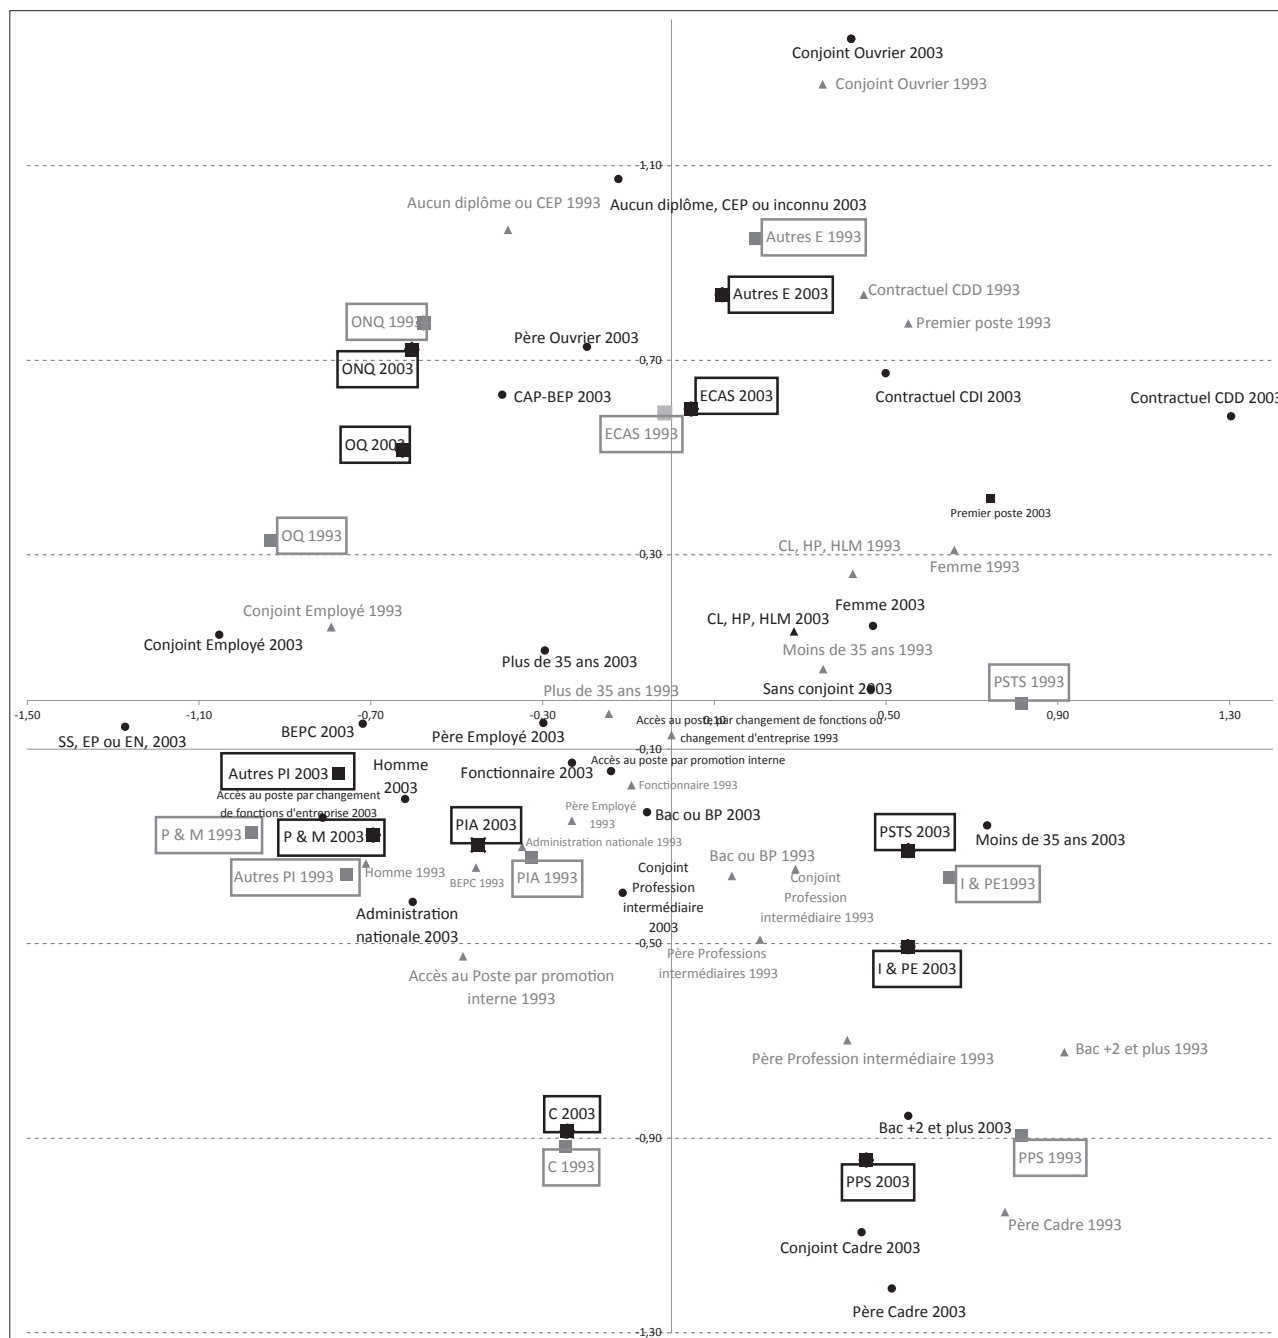 Conjoint Ouvrier 2003
Conjoint Ouvrier 1993
1,10
Aucun diplôme ou CEP 1993
Aucun diplôme, CEP ou inconnu 2003
Autres E 1993
Autres E 2003
Contractuel CDD 1993
ONQ 1993
Premier poste 1993
Père Ouvrier 2003
0,70
ONQ 2003
CAP-BEP 2003
ECAS 2003
Contractuel CDI 2003
Contractuel CDD 2003
ECAS 1993
OQ 2003
Premier poste 2003
OQ 1993
CL, HP, HLM 1993
0,30
Femme 1993
Conjoint Employé 1993
Femme 2003
Conjoint Employé 2003
CL, HP, HLM 2003
Moins de 35 ans 1993
Plus de 35 ans 2003
PSTS 1993
Plus de 35 ans 1993
Sans conjoint 2003
-1,50
-1,10
-0,70
-0,30
0,10
0,50
0,90
1,30
Accès au poste par changement de fonctions ou
changement d'entreprise 1993
BEPC 2003
Père Employé 2003
SS, EP ou EN, 2003
-0,10
Accès au poste par promotion interne
Homme
2003
Fonctionnaire 2003
Autres PI 2003
Fonctionnaire 1993
Accès au poste par changement
de fonctions d'entreprise 2003
Père Employé
1993
Bac ou BP 2003
P & M 1993
P & M 2003
PIA 2003
PSTS 2003
Moins de 35 ans 2003
Administration nationale 1993
Bac ou BP 1993
Autres PI 1993
Homme 1993
BEPC 1993
PIA 1993
Conjoint
Profession
intermédiaire
2003
Conjoint
Profession
intermédiaire 1993
I & PE1993
Administration
nationale 2003
-0,50
Père Professions
intermédiaires 1993
I & PE 2003
Accès au Poste par promotion
interne 1993
Père Profession intermédiaire 1993
Bac +2 et plus 1993
C 2003
Bac +2 et plus 2003
-0,90
C 1993
PPS 1993
PPS 2003
Père Cadre 1993
Conjoint Cadre 2003
Père Cadre 2003
-1,30